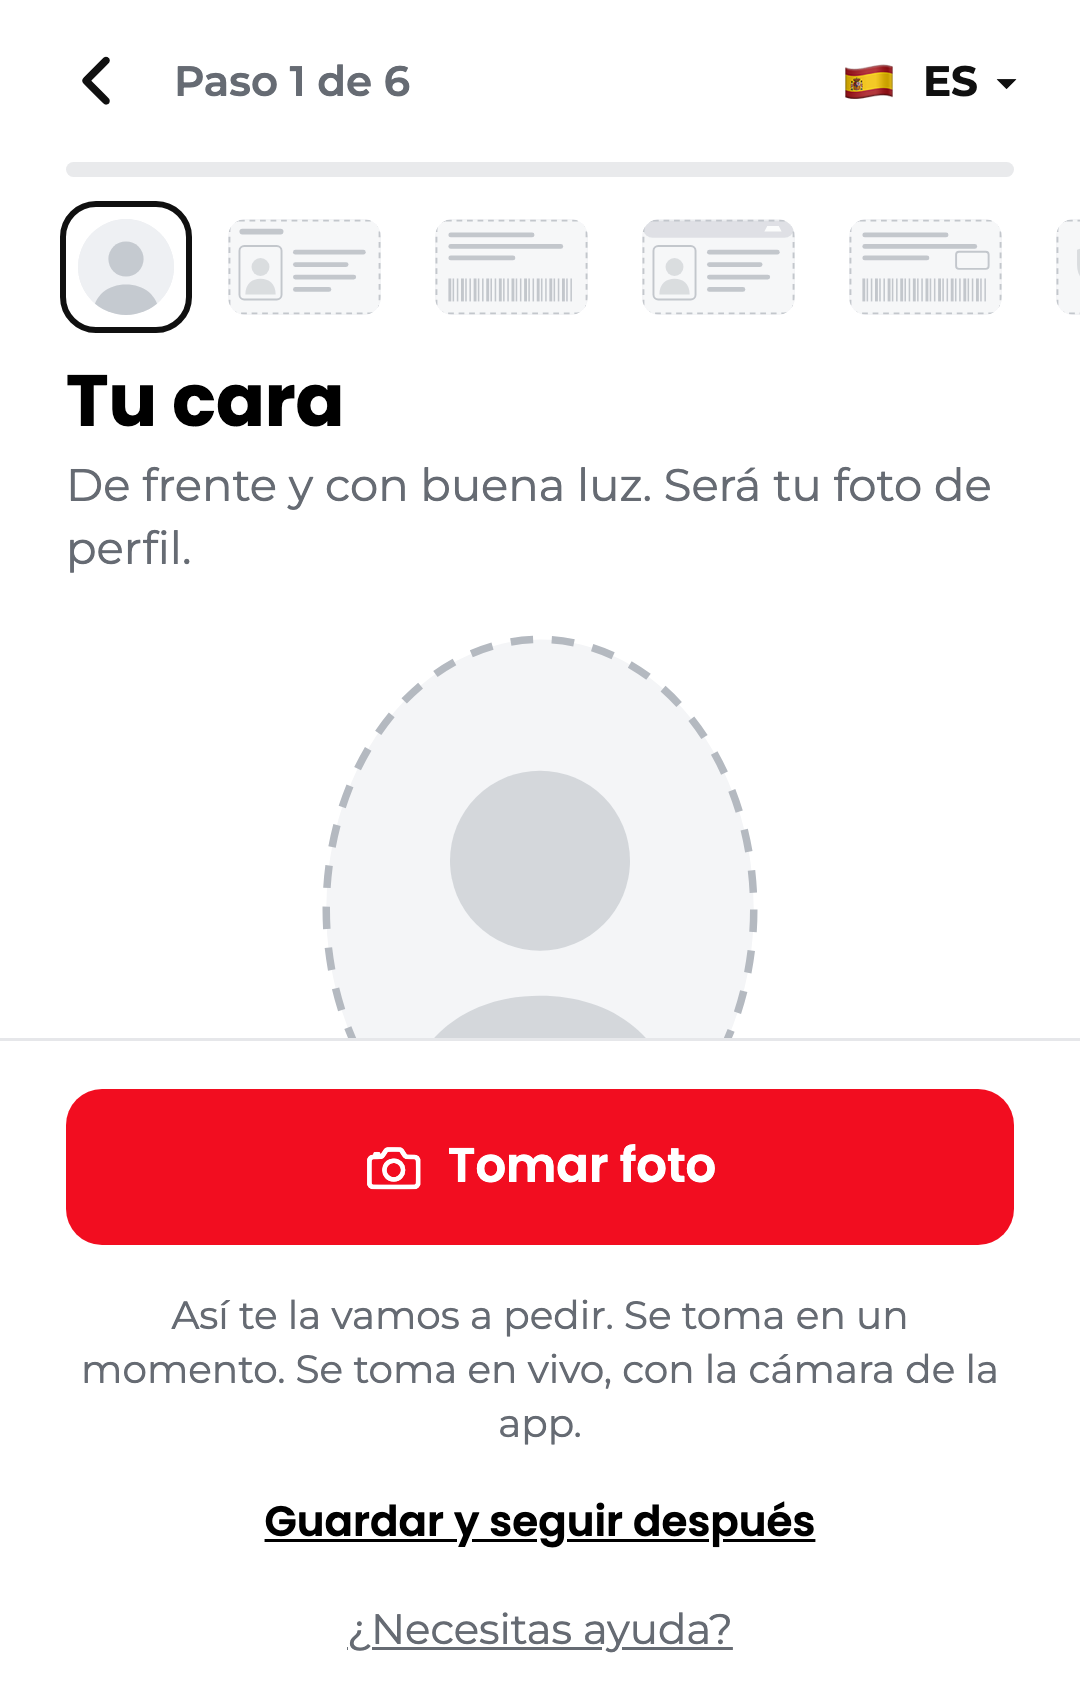 Paso 1 de 6
ES
Tu cara
De frente y con buena luz. Será tu foto de
perfil.
Tomar foto
Así te la vamos a pedir. Se toma en un
momento. Se toma en vivo, con la cámara de la
app.
Guardar y seguir después
¿Necesitas ayuda?